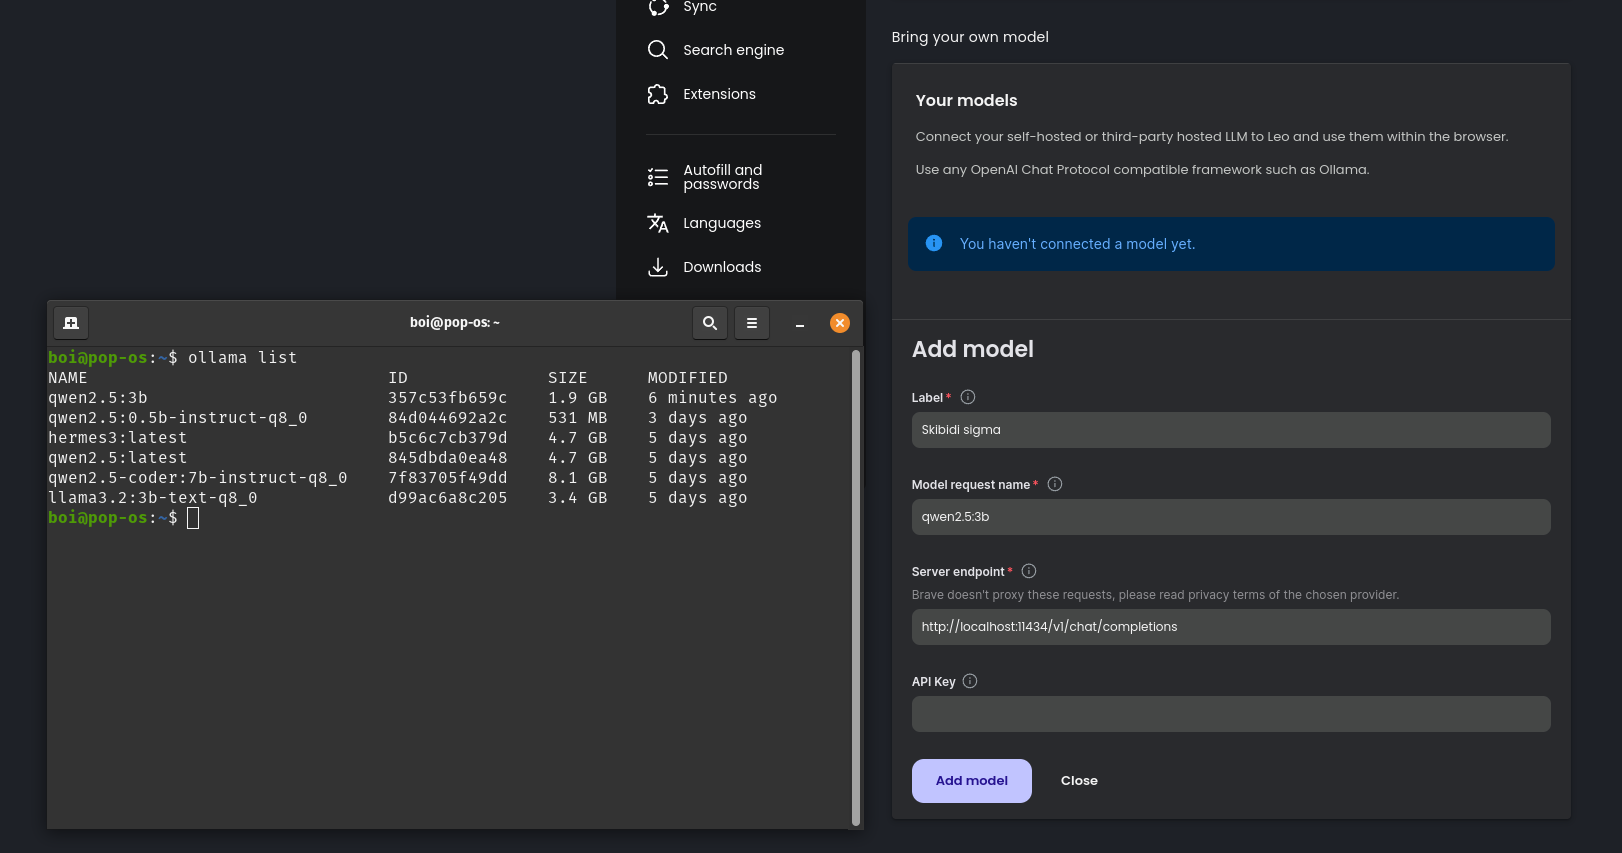 Sync
Search engine
Extensions
Autofill and
passwords
Languages
Downloads
Bring your own model
Your models
Connect your self-hosted or third-party hosted LLM to Leo and use them within the browser.
Use any OpenAI Chat Protocol compatible framework such as Ollama.
You haven't connected a model yet.
Add model
Label *
Skibidi sigma
Model request name *
qwen2.5:3b
Server endpoint *
Brave doesn't proxy these requests, please read privacy terms of the chosen provider.
http://localhost:11434/v1/chat/completions
API Key
Add model Close
boi@pop-os: ~
boi@pop-os:~$ ollama list
NAME ID SIZE MODIFIED
qwen2.5:3b 357c53fb659c 1.9 GB 6 minutes ago
qwen2.5:0.5b-instruct-q8_0 84d044692a2c 531 MB 3 days ago
hermes3:latest b5c6c7cb379d 4.7 GB 5 days ago
qwen2.5:latest 845dbda0ea48 4.7 GB 5 days ago
qwen2.5-coder:7b-instruct-q8_0 7f83705f49dd 8.1 GB 5 days ago
llama3.2:3b-text-q8_0 d99ac6a8c205 3.4 GB 5 days ago
boi@pop-os:~$